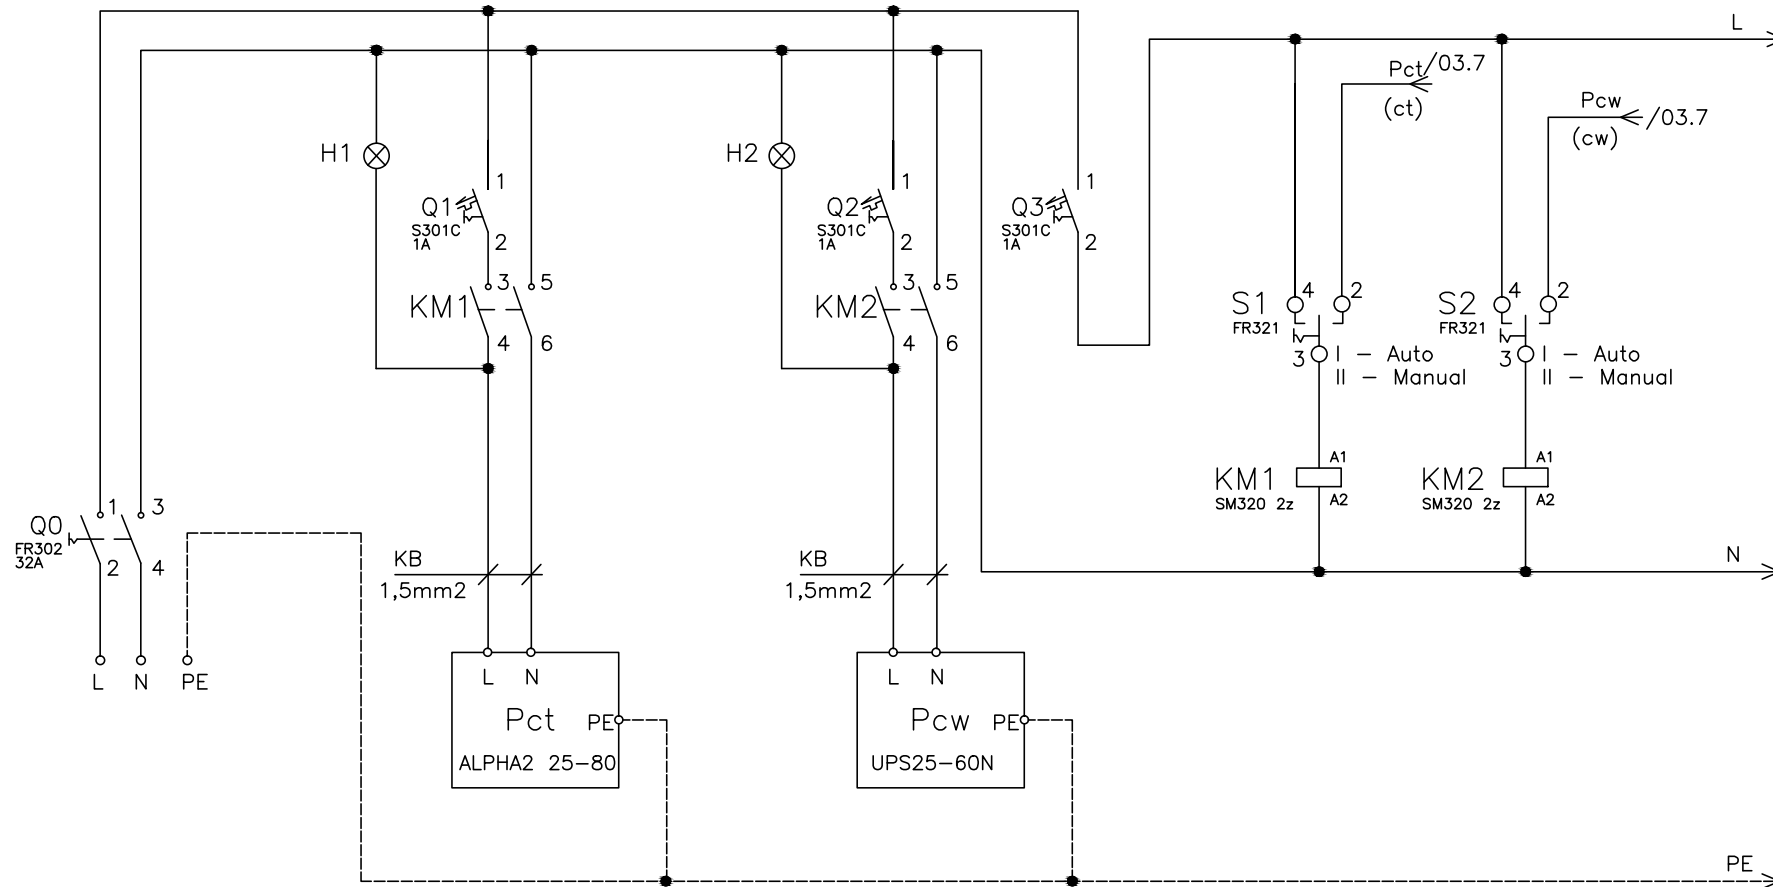 L
Pct/03.7
(ct)
Pcw
/03.7
(cw)
H1
Q1
S301C
1A
1
2
H2
Q2
S301C
1A
1
2
Q3
S301C
1A
1
2
KM1
3
5
4
6
KM2
3
5
4
6
S1
FR321
4
2
3
I - Auto
II - Manual
S2
FR321
4
2
3
I - Auto
II - Manual
KM1
SM320 2z
A1
A2
KM2
SM320 2z
A1
A2
Q0
FR302
32A
1
3
2
4
KB
1,5mm2
KB
1,5mm2
N
L N PE
L N
Pct
PE
ALPHA2 25-80
L N
Pcw
PE
UPS25-60N
PE